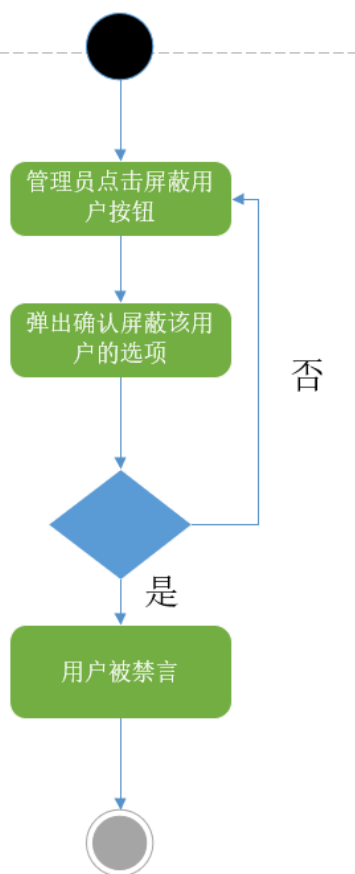 管理员点击屏蔽用
户按钮
弹出确认屏蔽该用
户的选项
否
是
用户被禁言